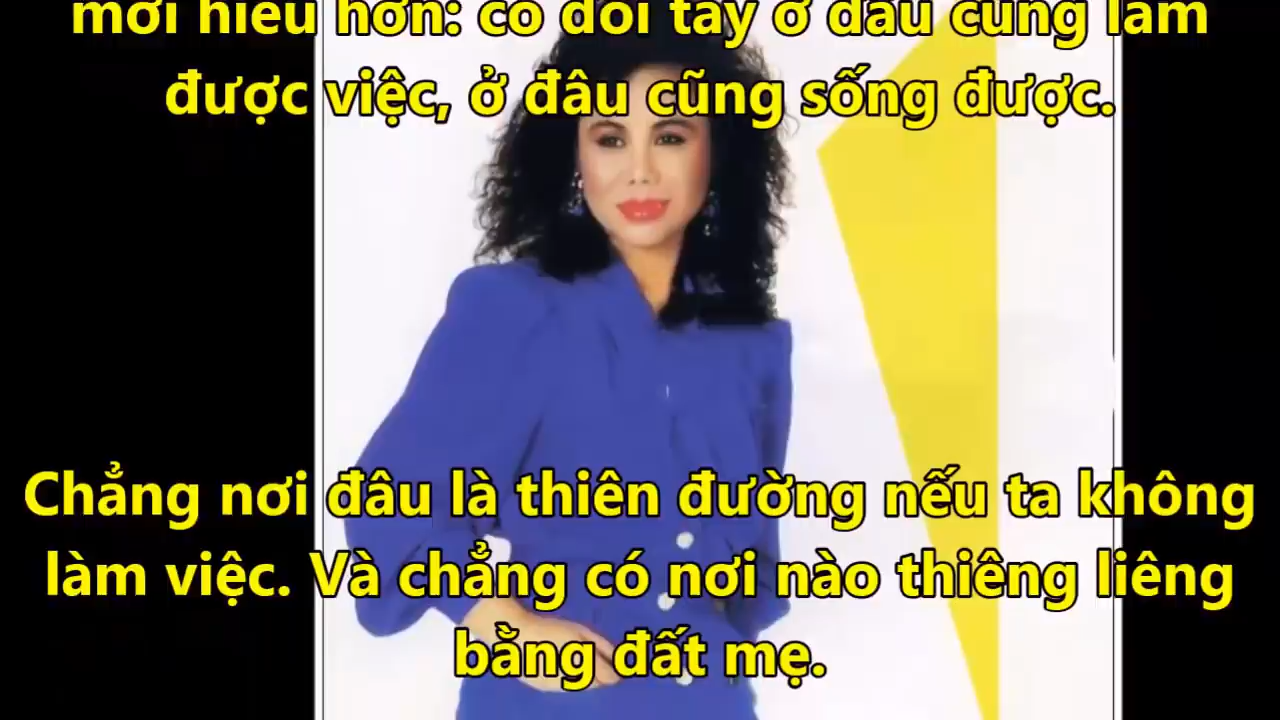 mới hiểu hơn: có đôi tay ở đâu cũng làm
được việc, ở đâu cũng sống được.
Chẳng nơi đâu là thiên đường nếu ta không
làm việc. Và chẳng có nơi nào thiêng liêng
bằng đất mẹ.